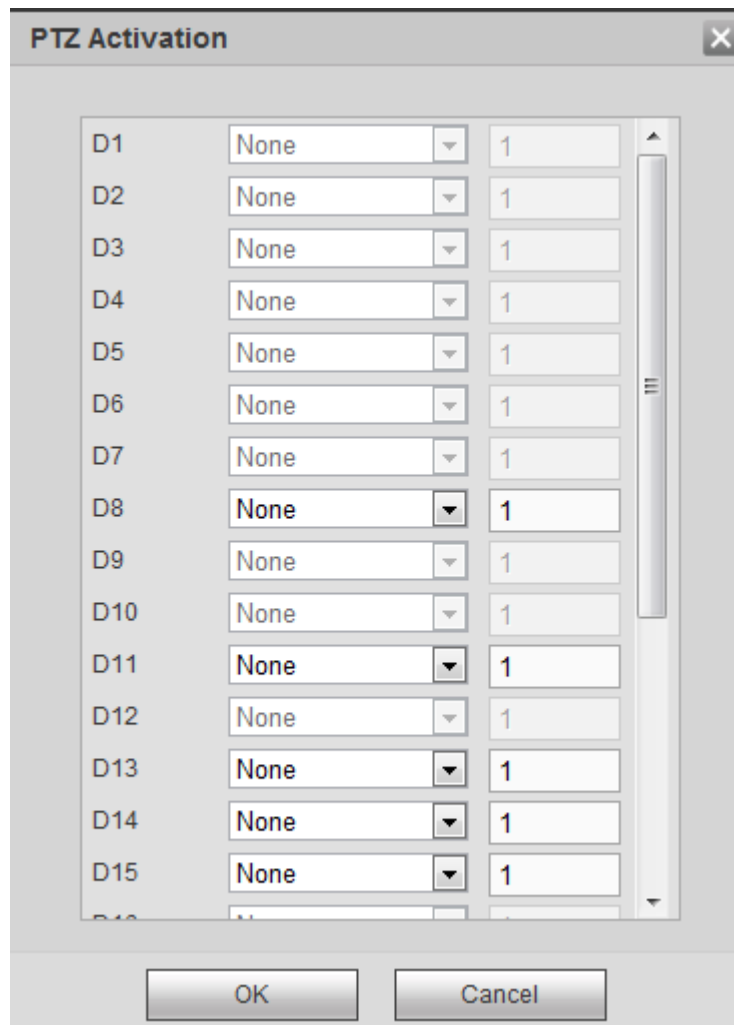 PTZ Activation
D1 None 1
D2 None 1
D3 None 1
D4 None 1
D5 None 1
D6 None 1
D7 None 1
D8 None 1
D9 None 1
D10 None 1
D11 None 1
D12 None 1
D13 None 1
D14 None 1
D15 None 1
OK Cancel